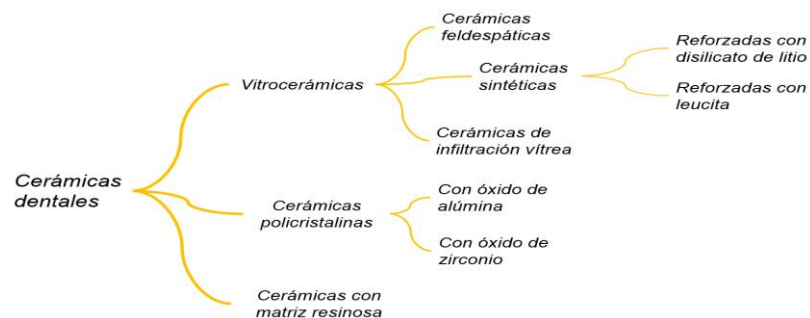 Cerámicas
dentales
Vitrocerámicas
Cerámicas
feldespáticas
Cerámicas
sintéticas
Reforzadas con
disilicato de litio
Reforzadas con
leucita
Cerámicas de
infiltración vítrea
Cerámicas
policristalinas
Con óxido de
alúmina
Con óxido de
zirconio
Cerámicas con
matriz resinosa